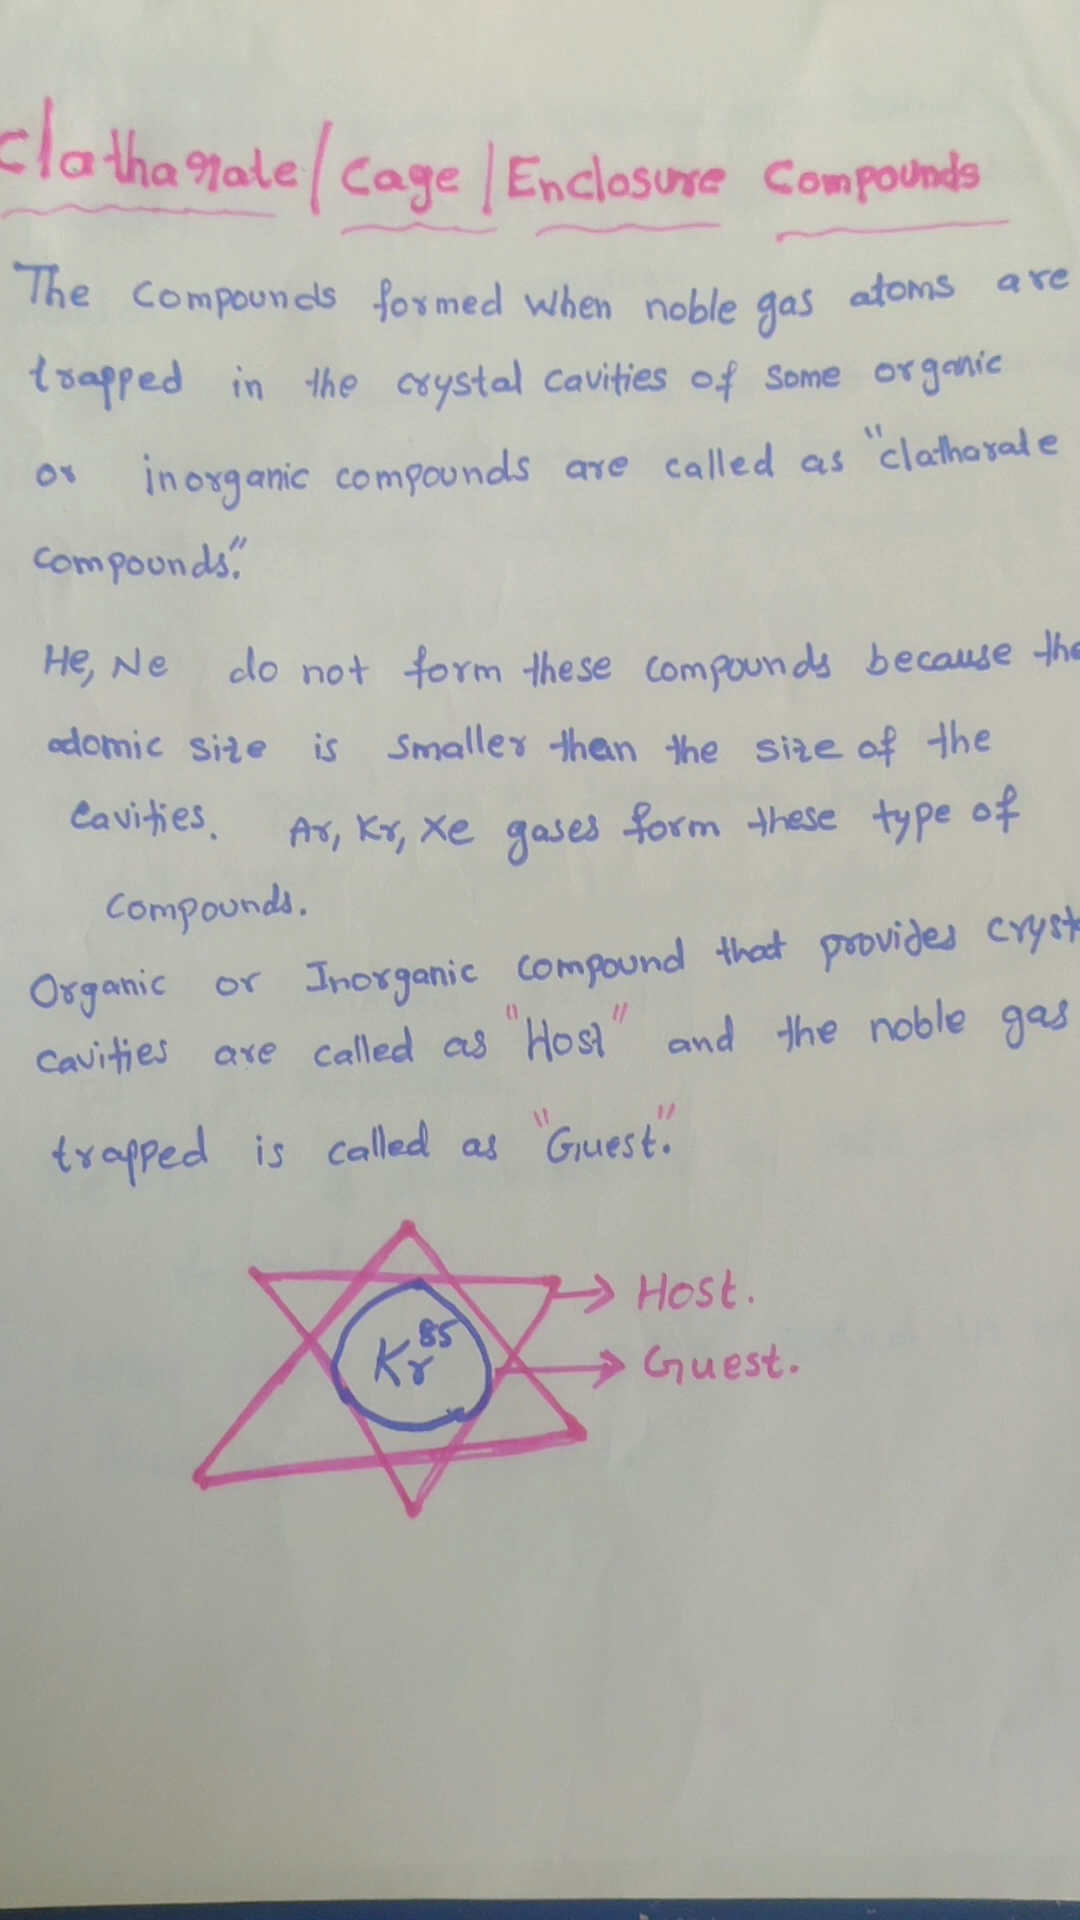 Clatharate/Cage/Enclosure Compounds
The Compounds formed when noble gas atoms are
trapped in the crystal cavities of some organic
or inorganic compounds are called as "clatharate
compounds."
He, Ne do not form these compounds because the
atomic size is smaller than the size of the
Cavities. Ar, Kr, Xe gases form these type of
compounds.
Organic or Inorganic compound that provides cryst
cavities are called as "Host" and the noble gas
trapped is called as "Guest."
Host.
Kr85
Guest.